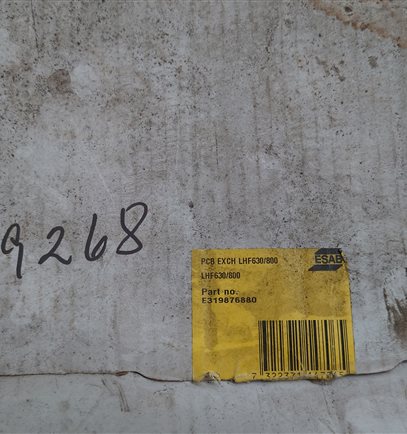 9268
PCB EXCH LHF630/800
ESAB
LHF630/800
Part no.
E319876880